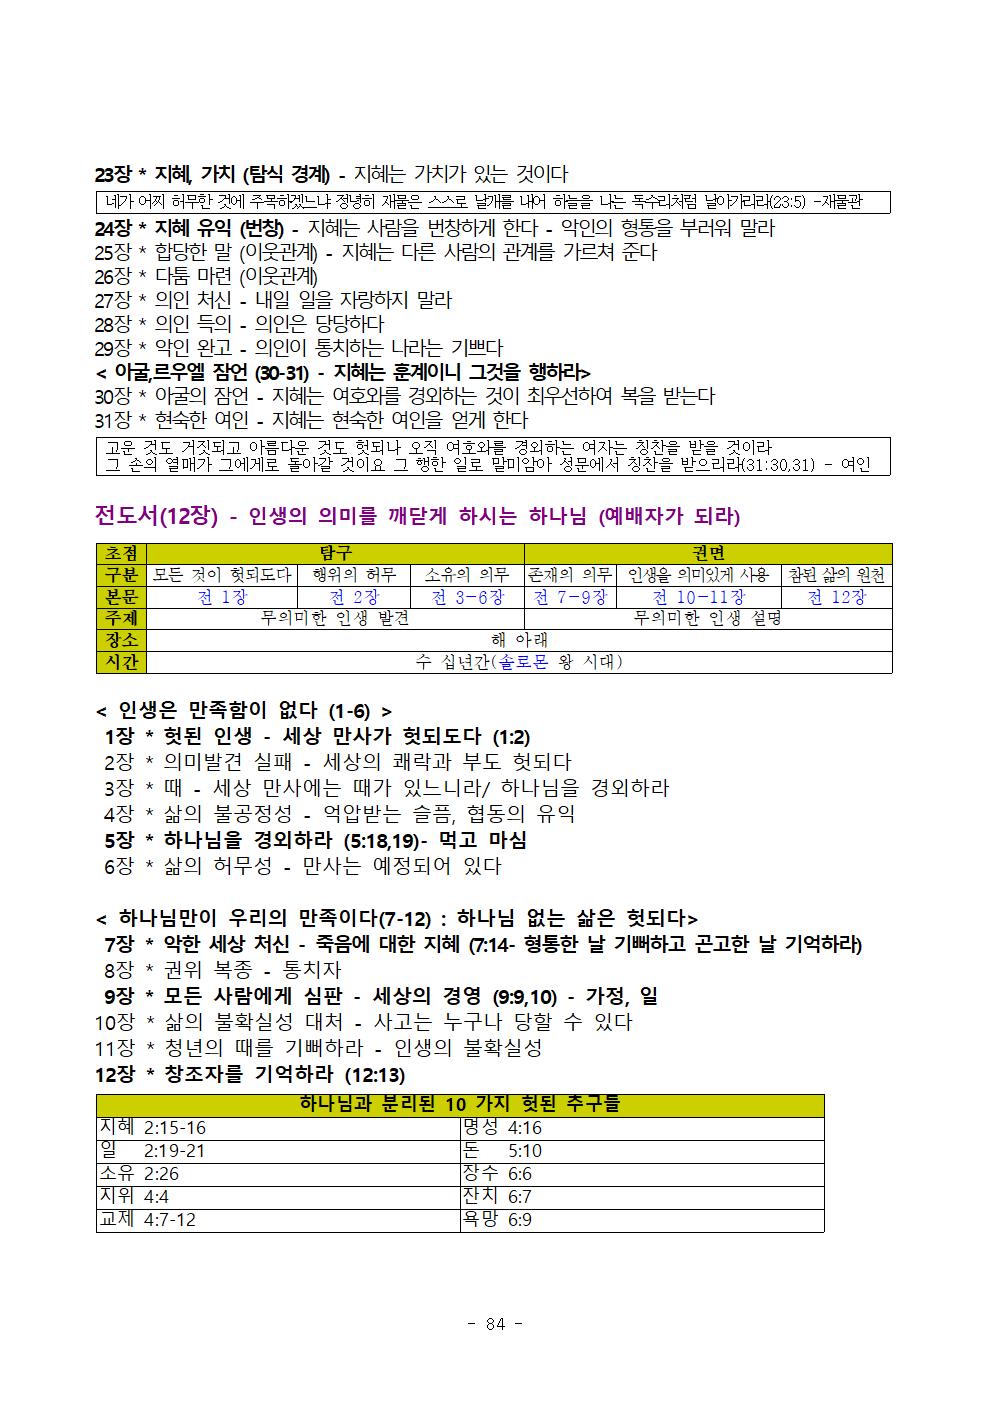 23장 * 지혜, 가치 (탐식 경계) - 지혜는 가치가 있는 것이다
네가 어찌 허무한 것에 주목하겠느냐 정녕히 재물은 스스로 날개를 내어 하늘을 나는 독수리처럼 날아가리라(23:5) -재물관
24장 * 지혜 유익 (번창) - 지혜는 사람을 번창하게 한다 - 악인의 형통을 부러워 말라
25장 * 합당한 말 (이웃관계) - 지혜는 다른 사람의 관계를 가르쳐 준다
26장 * 다툼 마련 (이웃관계)
27장 * 의인 처신 - 내일 일을 자랑하지 말라
28장 * 의인 득의 - 의인은 당당하다
29장 * 악인 완고 - 의인이 통치하는 나라는 기쁘다
< 아굴,르우엘 잠언 (30-31) - 지혜는 훈계이니 그것을 행하라>
30장 * 아굴의 잠언 - 지혜는 여호와를 경외하는 것이 최우선하여 복을 받는다
31장 * 현숙한 여인 - 지혜는 현숙한 여인을 얻게 한다
고운 것도 거짓되고 아름다운 것도 헛되나 오직 여호와를 경외하는 여자는 칭찬을 받을 것이라
그 손의 열매가 그에게로 돌아갈 것이요 그 행한 일로 말미암아 성문에서 칭찬을 받으리라(31:30,31) - 여인
전도서(12장) - 인생의 의미를 깨닫게 하시는 하나님 (예배자가 되라)
초점 탐구 권면
구분 모든 것이 헛되도다 행위의 허무 소유의 의무 존재의 의무 인생을 의미있게 사용 참된 삶의 원천
본문 전 1장 전 2장 전 3-6장 전 7-9장 전 10-11장 전 12장
주제 무의미한 인생 발견 무의미한 인생 설명
장소 해 아래
시간 수 십년간(솔로몬 왕 시대)
< 인생은 만족함이 없다 (1-6) >
1장 * 헛된 인생 - 세상 만사가 헛되도다 (1:2)
2장 * 의미발견 실패 - 세상의 쾌락과 부도 헛되다
3장 * 때 - 세상 만사에는 때가 있느니라/ 하나님을 경외하라
4장 * 삶의 불공정성 - 억압받는 슬픔, 협동의 유익
5장 * 하나님을 경외하라 (5:18,19)- 먹고 마심
6장 * 삶의 허무성 - 만사는 예정되어 있다
< 하나님만이 우리의 만족이다(7-12) : 하나님 없는 삶은 헛되다>
7장 * 악한 세상 처신 - 죽음에 대한 지혜 (7:14- 형통한 날 기뻐하고 곤고한 날 기억하라)
8장 * 권위 복종 - 통치자
9장 * 모든 사람에게 심판 - 세상의 경영 (9:9,10) - 가정, 일
10장 * 삶의 불확실성 대처 - 사고는 누구나 당할 수 있다
11장 * 청년의 때를 기뻐하라 - 인생의 불확실성
12장 * 창조자를 기억하라 (12:13)
하나님과 분리된 10 가지 헛된 추구들
지혜 2:15-16 명성 4:16
일 2:19-21 돈 5:10
소유 2:26 장수 6:6
지위 4:4 잔치 6:7
교제 4:7-12 욕망 6:9
- 84 -